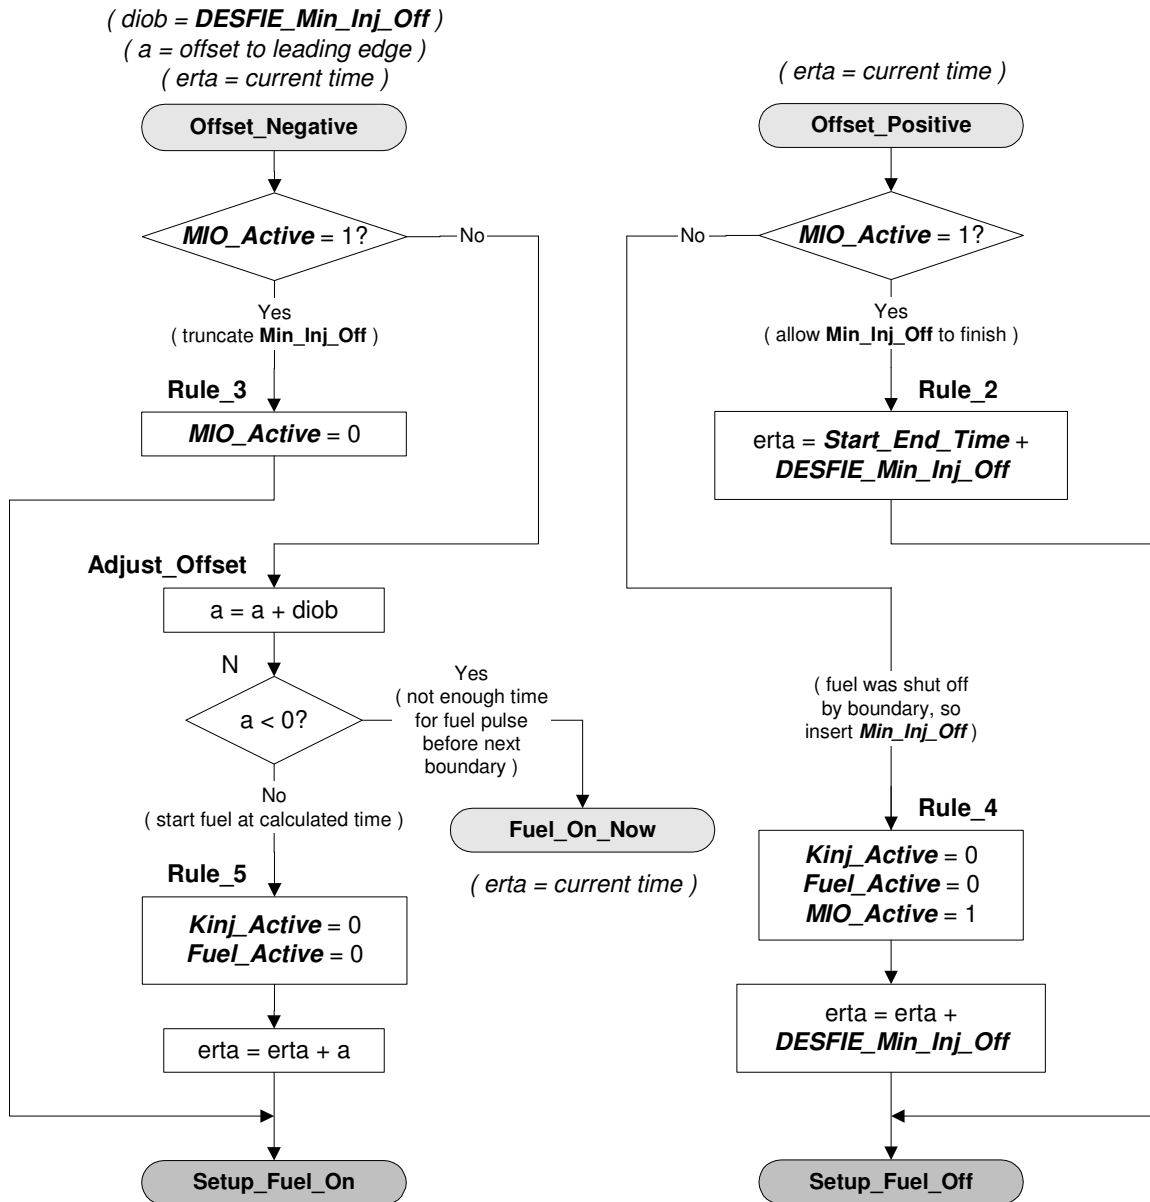 ( diob = DESFIE_Min_Inj_Off )
( a = offset to leading edge )
( erta = current time )
Offset_Negative
MIO_Active = 1?
No
Yes
( truncate Min_Inj_Off )
Rule_3
MIO_Active = 0
Adjust_Offset
a = a + diob
N
a < 0?
Yes
( not enough time
for fuel pulse
before next
boundary )
Fuel_On_Now
( erta = current time )
No
( start fuel at calculated time )
Rule_5
Kinj_Active = 0
Fuel_Active = 0
erta = erta + a
Setup_Fuel_On
( erta = current time )
Offset_Positive
MIO_Active = 1?
No
Yes
( allow Min_Inj_Off to finish )
Rule_2
erta = Start_End_Time +
DESFIE_Min_Inj_Off
( fuel was shut off
by boundary, so
insert Min_Inj_Off )
Rule_4
Kinj_Active = 0
Fuel_Active = 0
MIO_Active = 1
erta = erta +
DESFIE_Min_Inj_Off
Setup_Fuel_Off